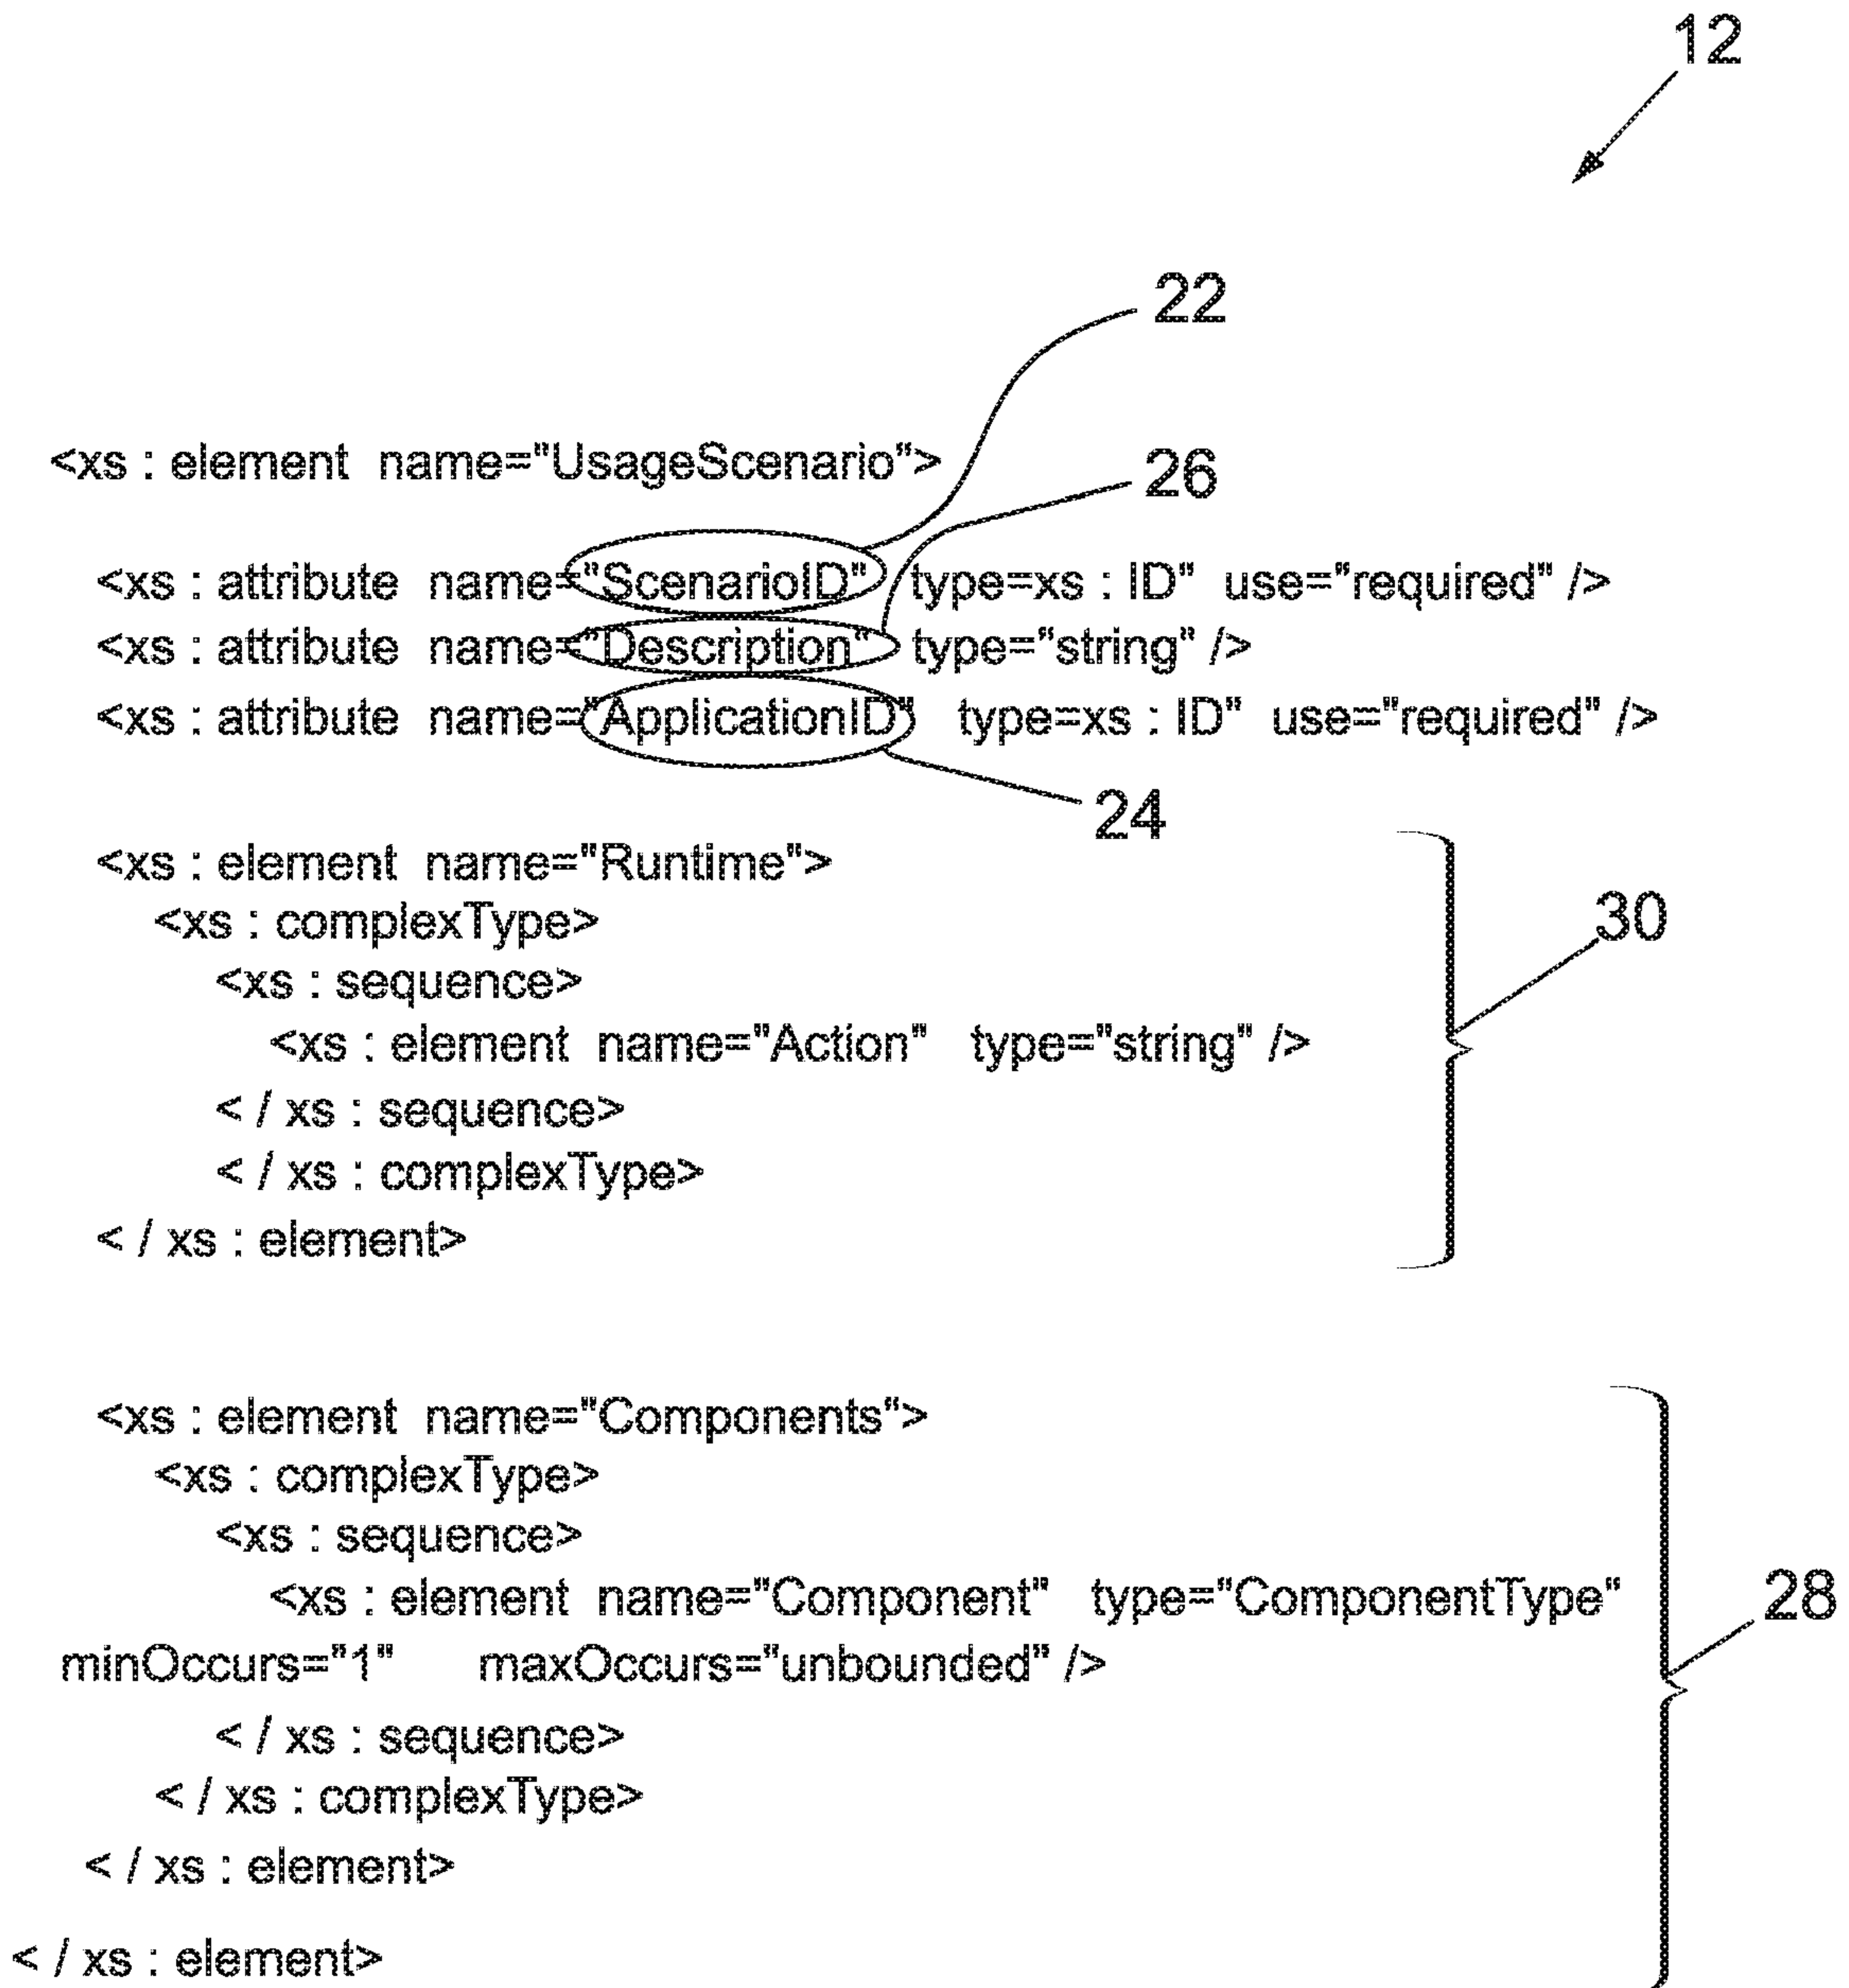 12
22
<xs : element name="UsageScenario">
26
<xs : attribute name="ScenarioID" type=xs : ID" use="required" />
<xs : attribute name="Description" type="string" />
<xs : attribute name="ApplicationID" type=xs : ID" use="required" />
24
<xs : element name="Runtime">
<xs : complexType>
30
<xs : sequence>
<xs : element name="Action" type="string" />
< / xs : sequence>
< / xs : complexType>
< / xs : element>
<xs : element name="Components">
<xs : complexType>
<xs : sequence>
<xs : element name="Component" type="ComponentType"
28
minOccurs="1" maxOccurs="unbounded" />
< / xs : sequence>
< / xs : complexType>
< / xs : element>
< / xs : element>